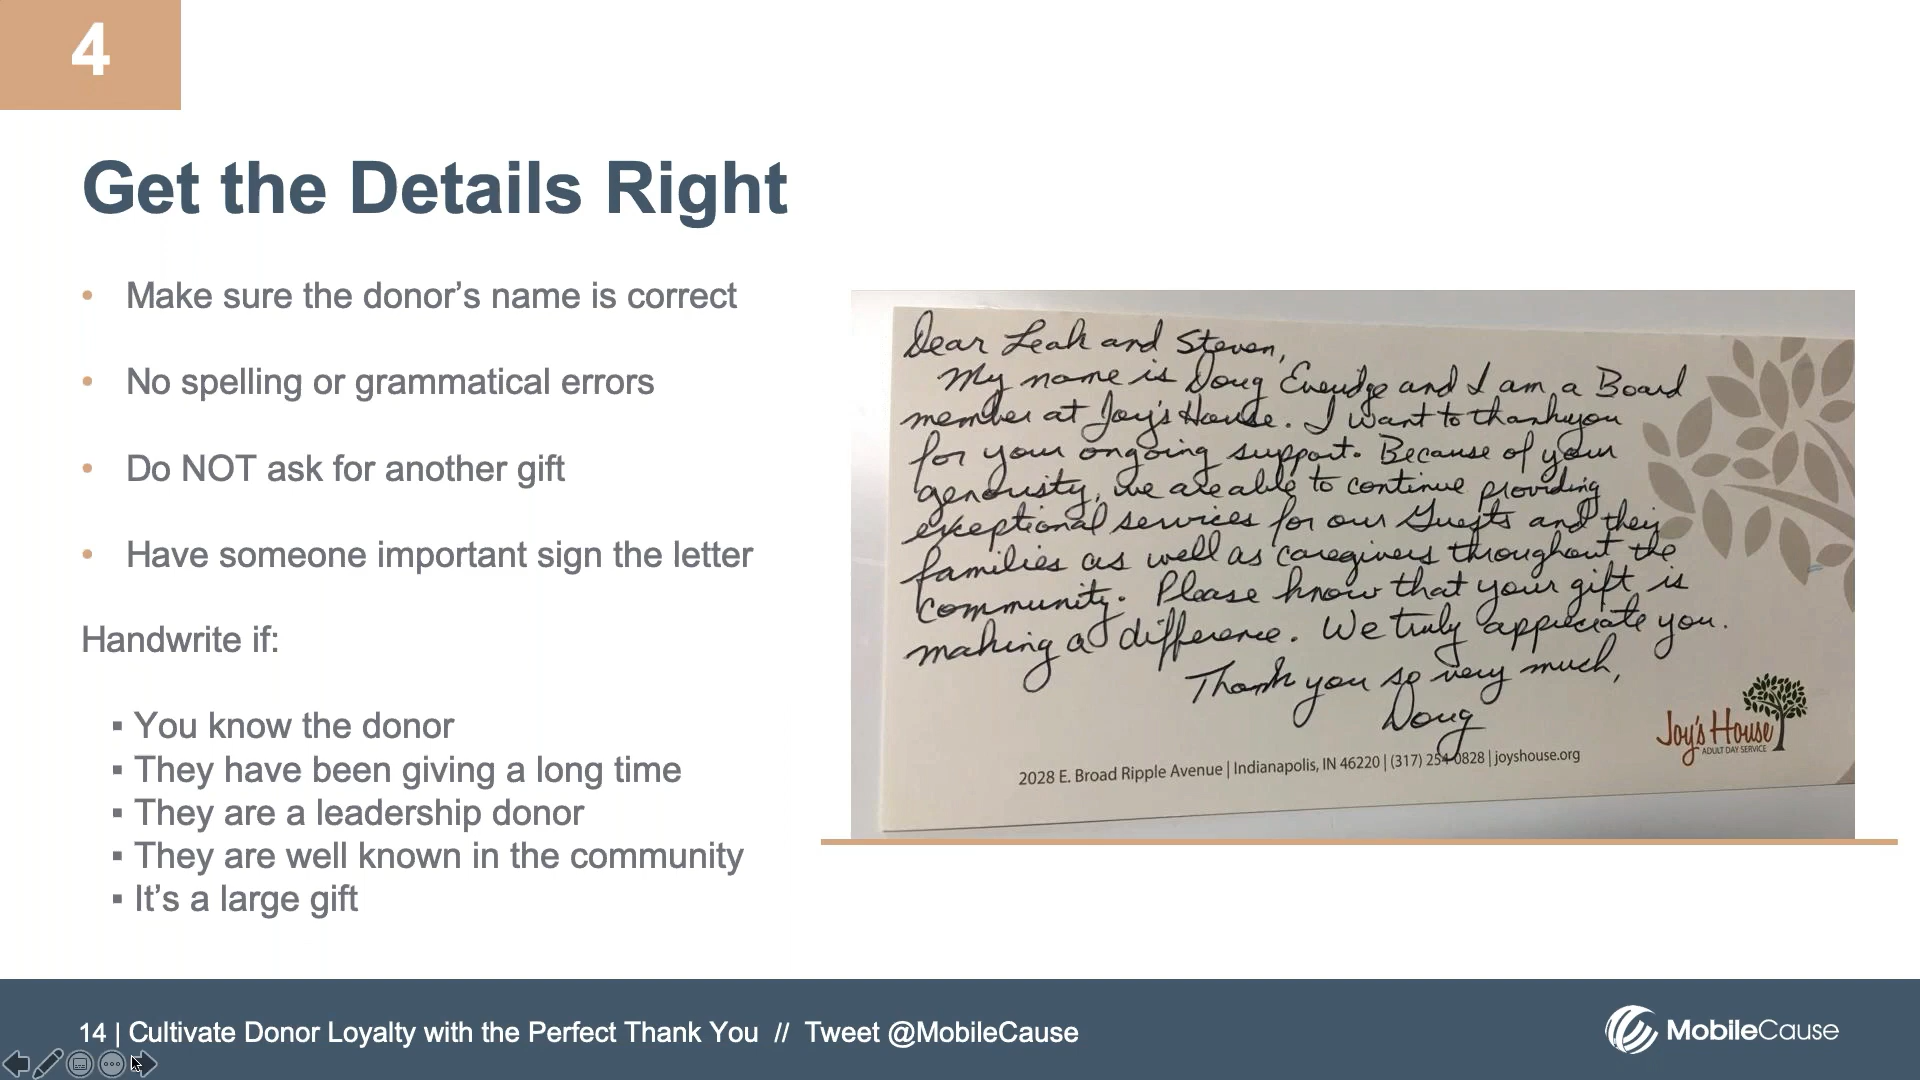 4
Get the Details Right
• Make sure the donor’s name is correct
• No spelling or grammatical errors
• Do NOT ask for another gift
• Have someone important sign the letter
Handwrite if:
▪ You know the donor
▪ They have been giving a long time
▪ They are a leadership donor
▪ They are well known in the community
▪ It’s a large gift
Dear Leah and Steven,
My name is Doug and I am a Board
member at Joy's House. I want to thank you
for your ongoing support. Because of your
generousity, we are able to continue providing
exceptional services for our Guests and their
families as well as caregivers throughout the
community. Please know that your gift is
making a difference. We truly appreciate you.
Thank you so very much,
Doug
Joy's House
ADULT DAY SERVICE
2028 E. Broad Ripple Avenue | Indianapolis, IN 46220 | (317) 254-0828 | joyshouse.org
14 | Cultivate Donor Loyalty with the Perfect Thank You // Tweet @MobileCause
MobileCause